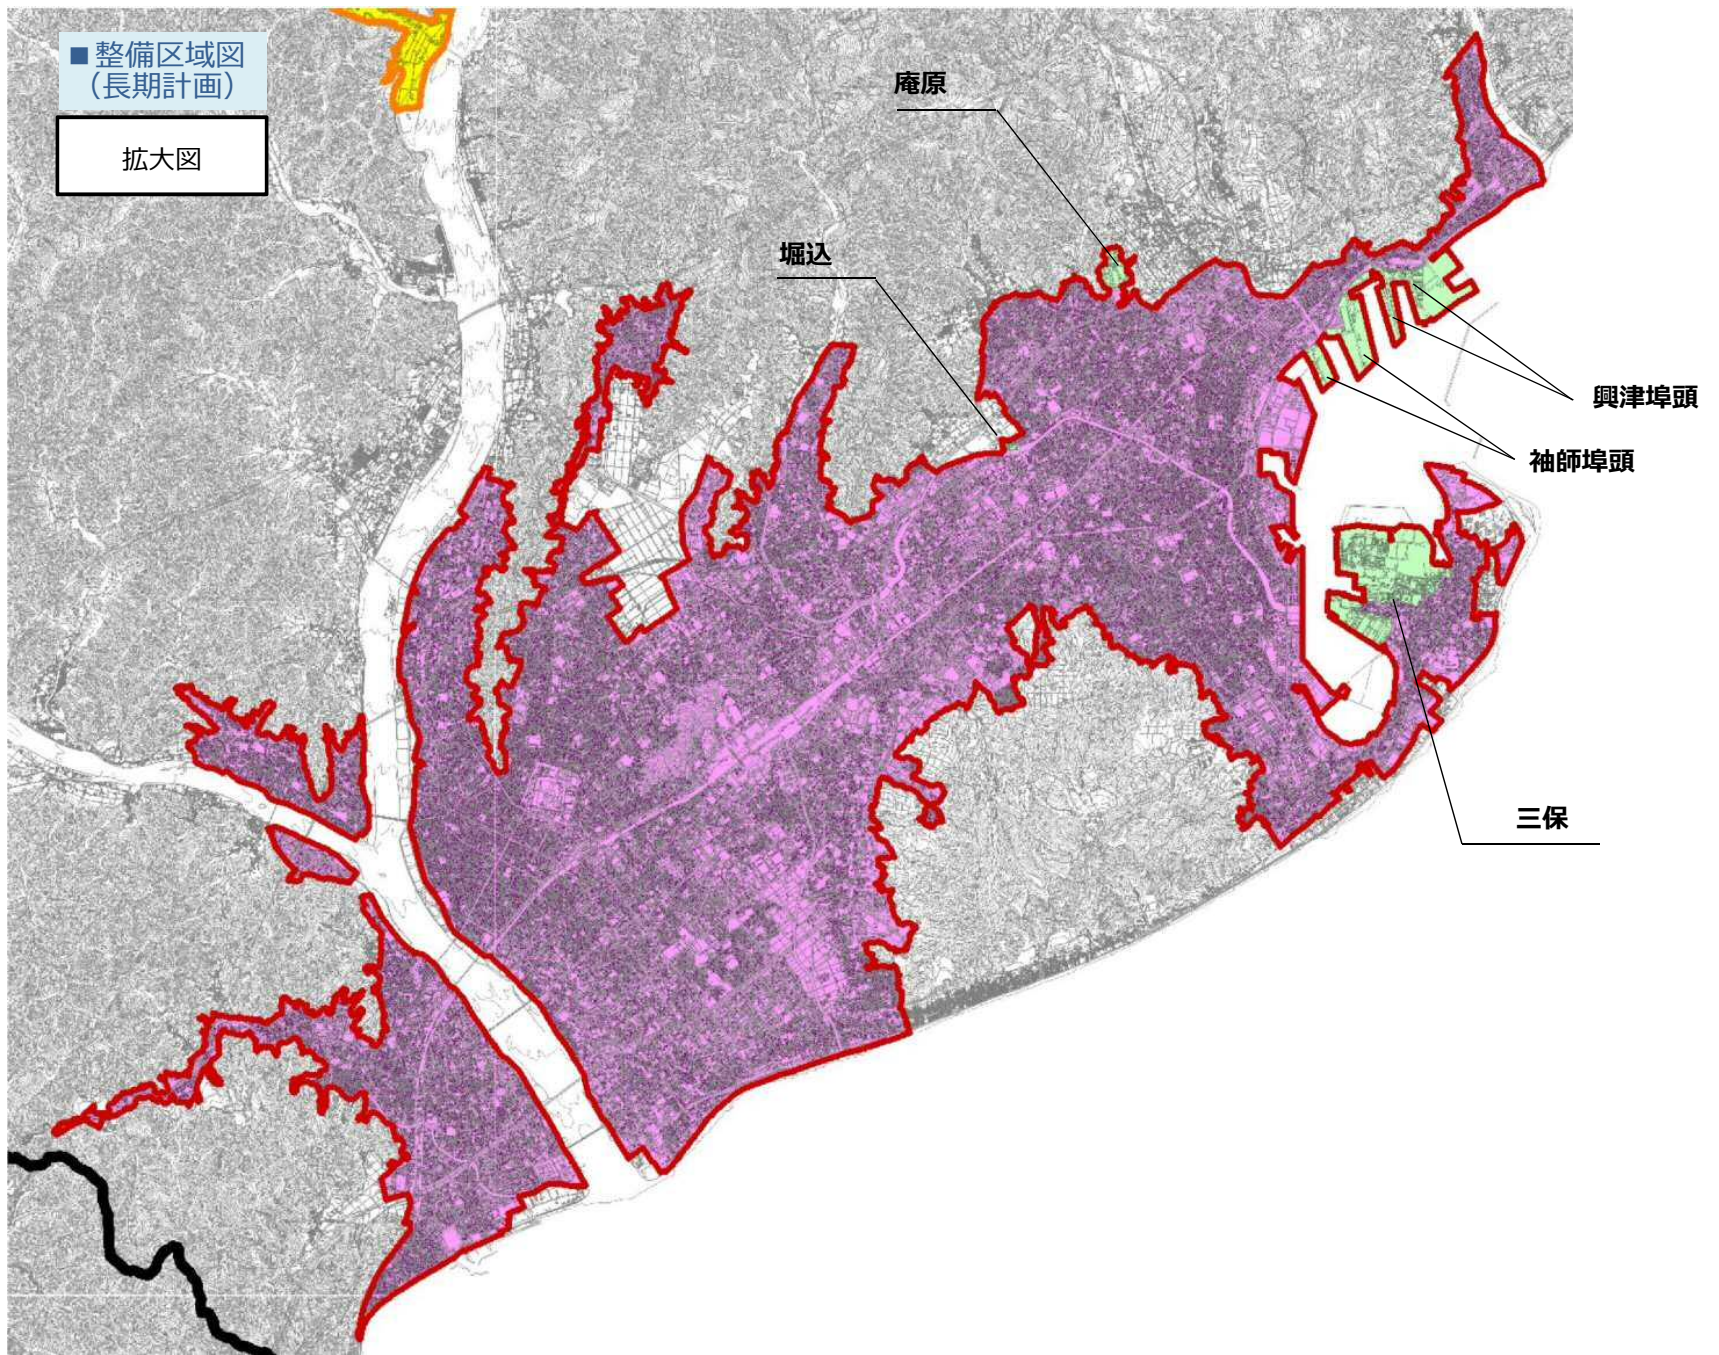 ■整備区域図
（長期計画）
拡大図
庵原
堀込
興津埠頭
袖師埠頭
三保